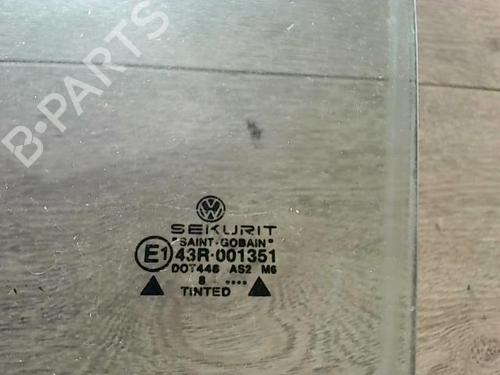 B-PARTS
SEKURIT
"SAINT-GOBAIN"
E1 43R-001351
DOT446 AS2 M6
8 ....
TINTED